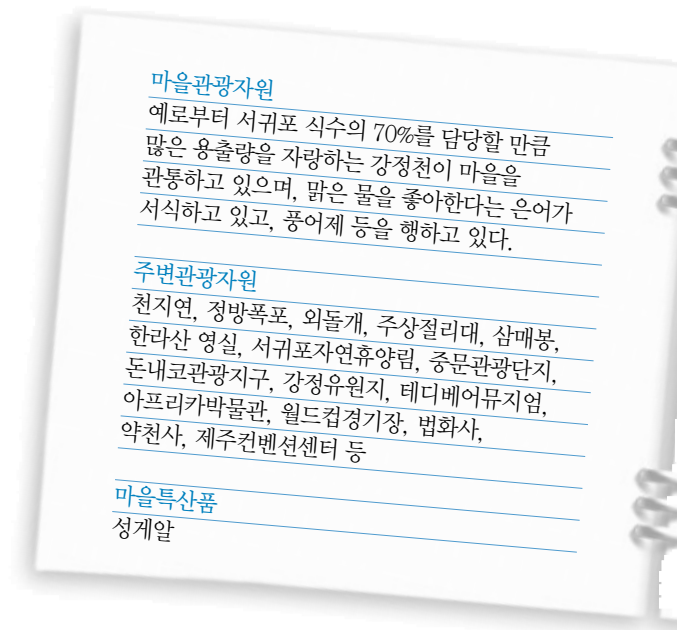 마을관광자원
예로부터 서귀포 식수의 70%를 담당할 만큼
많은 용출량을 자랑하는 강정천이 마을을
관통하고 있으며, 맑은 물을 좋아한다는 은어가
서식하고 있고, 풍어제 등을 행하고 있다.
주변관광자원
천지연, 정방폭포, 외돌개, 주상절리대, 삼매봉,
한라산 영실, 서귀포자연휴양림, 중문관광단지,
돈내코관광지구, 강정유원지, 테디베어뮤지엄,
아프리카박물관, 월드컵경기장, 법화사,
약천사, 제주컨벤션센터 등
마을특산품
성게알